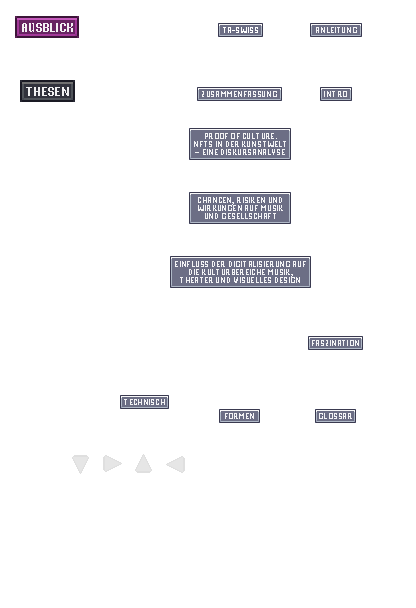 AUSBLICK
TA-SWISS
ANLEITUNG
THESEN
ZUSAMMENFASSUNG
INTRO
PROOF OF CULTURE.
NFTS IN DER KUNSTWELT
– EINE DISKURSANALYSE
CHANCEN, RISIKEN UND
WIRKUNGEN AUF MUSIK
UND GESELLSCHAFT
EINFLUSS DER DIGITALISIERUNG AUF
DIE KULTURBEREICHE MUSIK,
THEATER UND VISUELLES DESIGN
FASZINATION
TECHNISCH
FORMEN
GLOSSAR